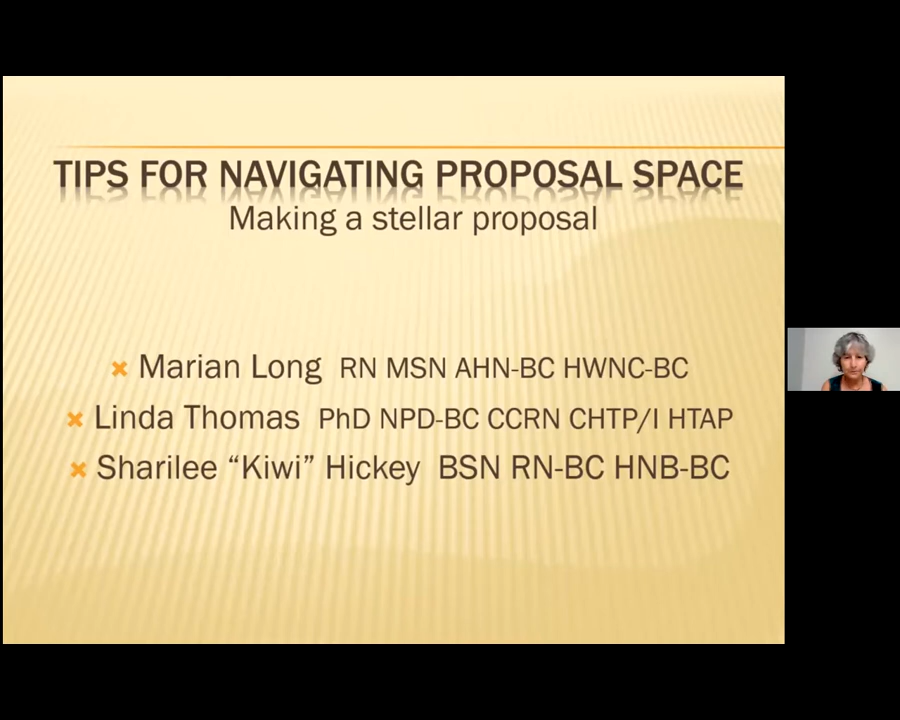 TIPS FOR NAVIGATING PROPOSAL SPACE
Making a stellar proposal
Marian Long RN MSN AHN-BC HWNC-BC
Linda Thomas PhD NPD-BC CCRN CHTP/I HTAP
Sharilee “Kiwi” Hickey BSN RN-BC HNB-BC